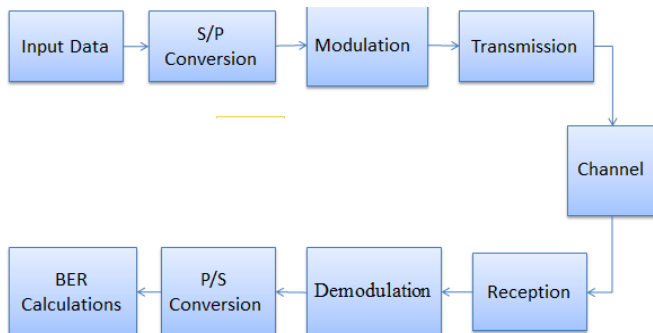 Input Data
S/P
Conversion
Modulation
Transmission
Channel
Reception
Demodulation
P/S
Conversion
BER
Calculations